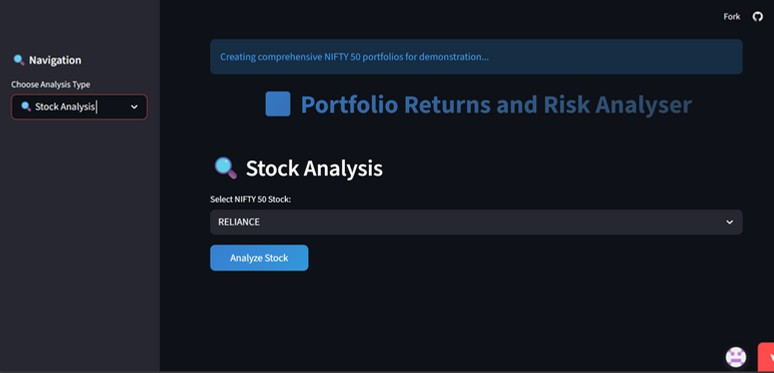 Fork
Navigation
Choose Analysis Type
Stock Analysis
Creating comprehensive NIFTY 50 portfolios for demonstration...
Portfolio Returns and Risk Analyser
Stock Analysis
Select NIFTY 50 Stock:
RELIANCE
Analyze Stock